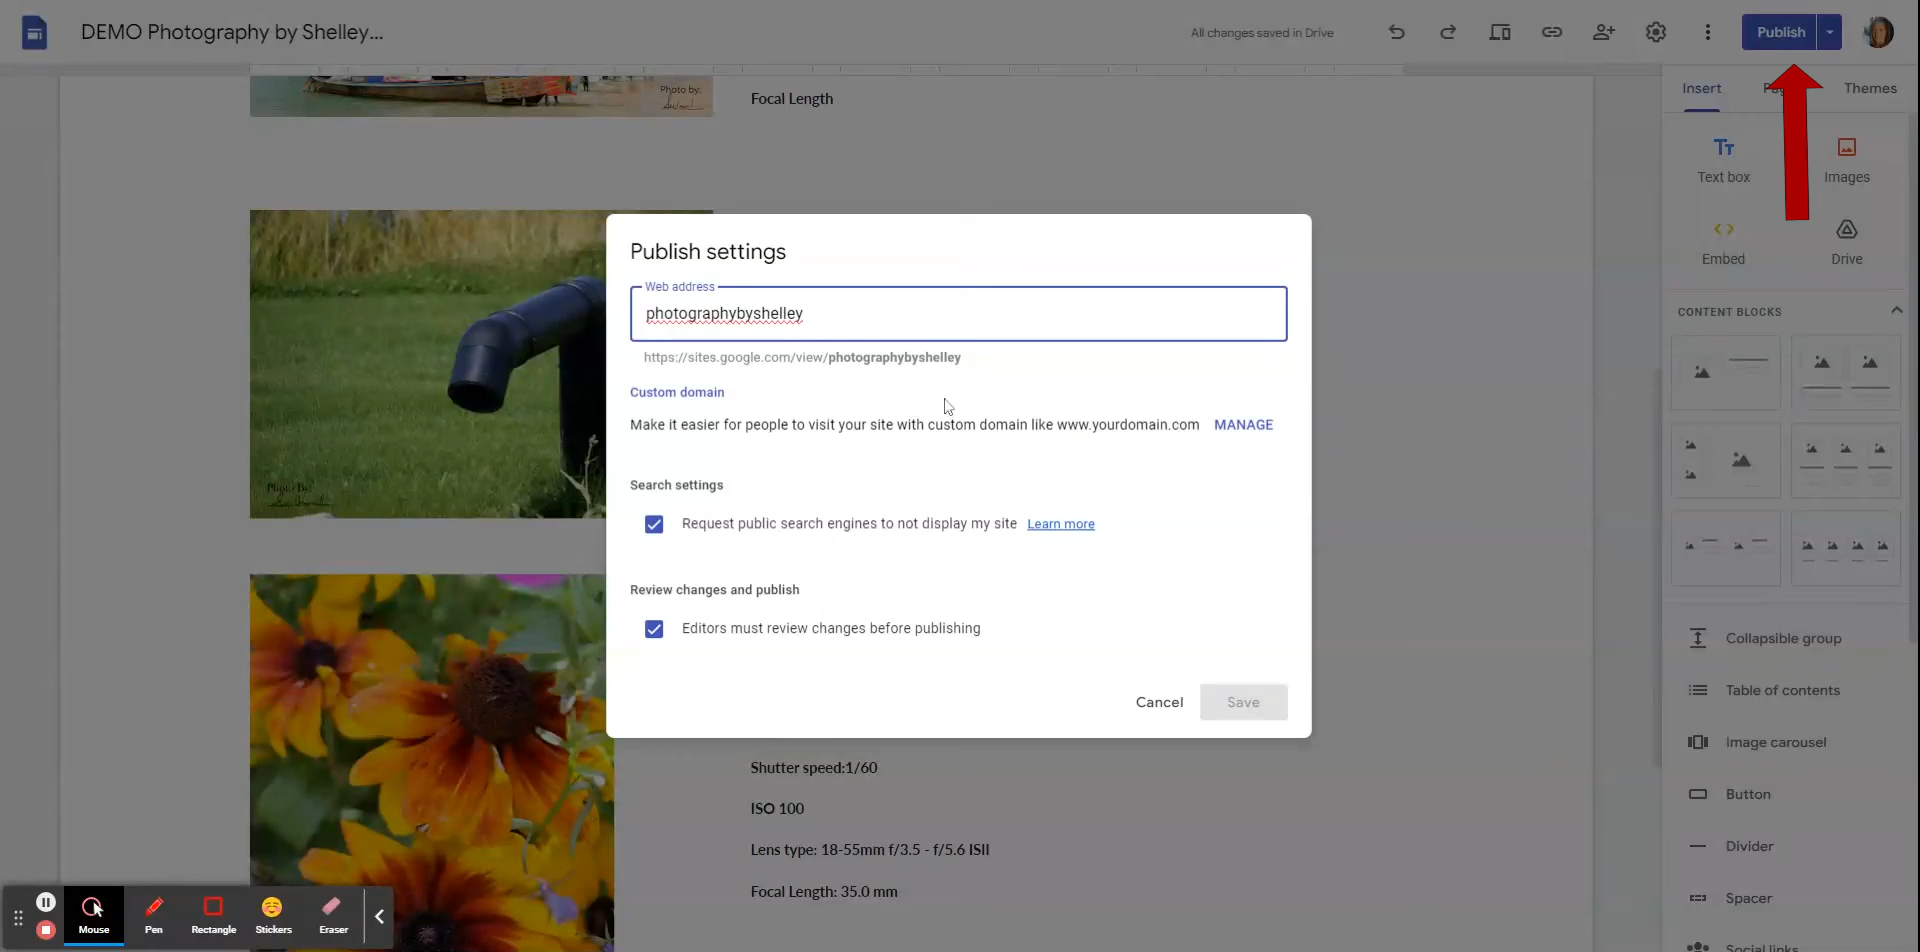 DEMO Photography by Shelley...
All changes saved in Drive
Publish
Photo by:
Focal Length
Insert
Themes
Text box
Images
Embed
Drive
CONTENT BLOCKS
Publish settings
Web address
photographybyshelley
https://sites.google.com/view/photographybyshelley
Custom domain
Make it easier for people to visit your site with custom domain like www.yourdomain.com MANAGE
Search settings
Request public search engines to not display my site Learn more
Review changes and publish
Editors must review changes before publishing
Cancel
Save
Collapsible group
Table of contents
Image carousel
Button
Divider
Spacer
Social links
Shutter speed:1/60
ISO 100
Lens type: 18-55mm f/3.5 - f/5.6 ISII
Focal Length: 35.0 mm
Mouse
Pen
Rectangle
Stickers
Eraser